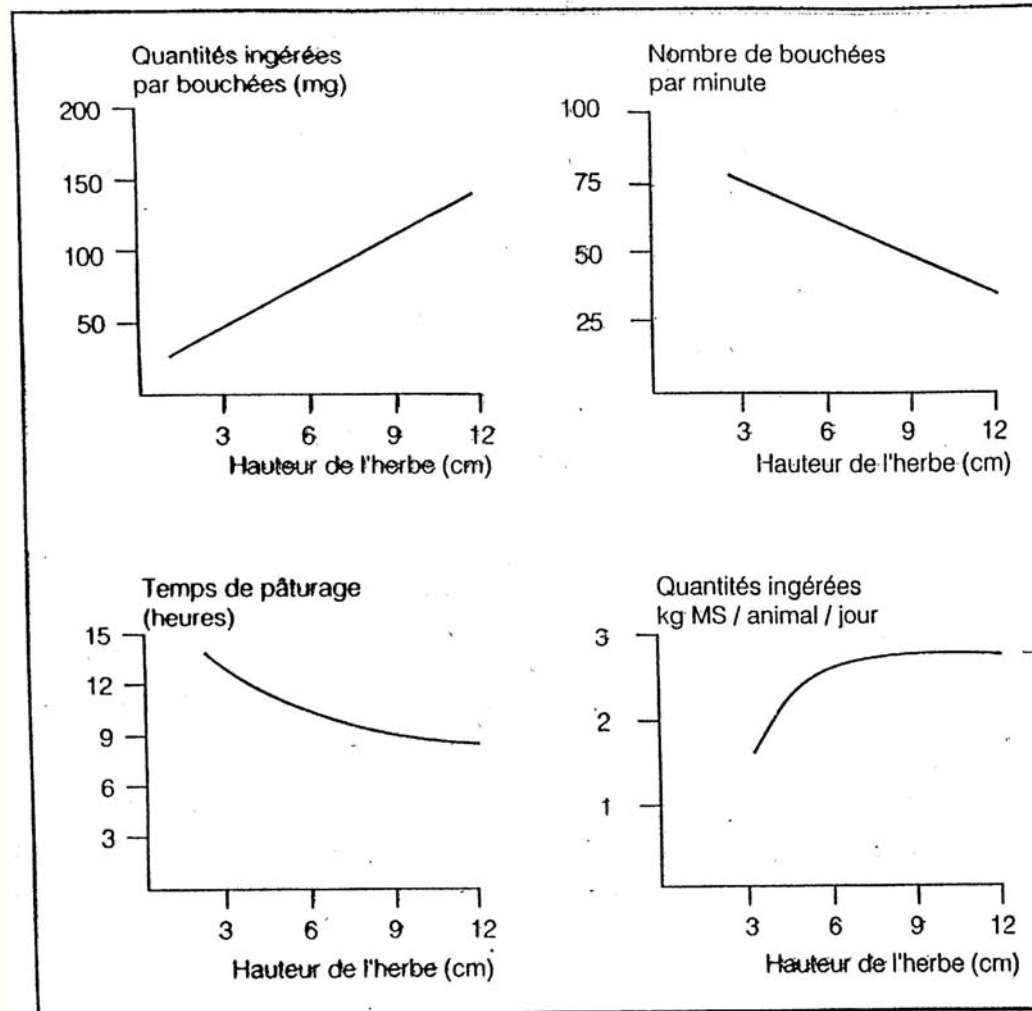 Quantités ingérées
par bouchées (mg)
200
150
100
50
3 6 9 12
Hauteur de l'herbe (cm)
Nombre de bouchées
par minute
100
75
50
25
3 6 9 12
Hauteur de l'herbe (cm)
Temps de pâturage
(heures)
15
12
9
6
3
3 6 9 12
Hauteur de l'herbe (cm)
Quantités ingérées
kg MS / animal / jour
3
2
1
3 6 9 12
Hauteur de l'herbe (cm)